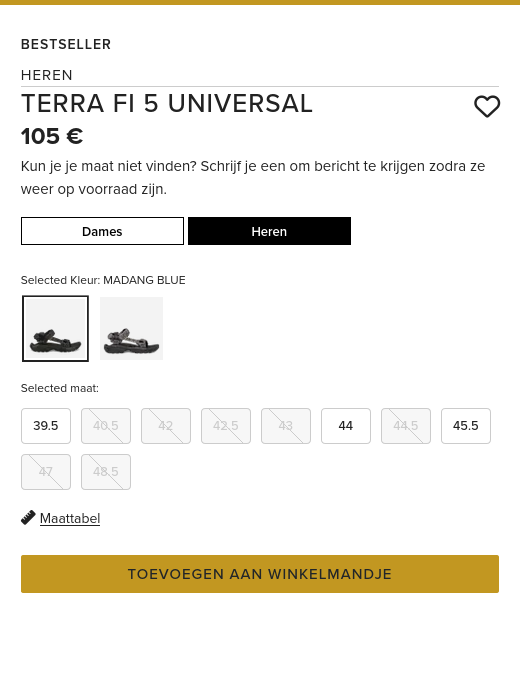 BESTSELLER
HEREN
TERRA FI 5 UNIVERSAL
105 €
Kun je je maat niet vinden? Schrijf je een om bericht te krijgen zodra ze
weer op voorraad zijn.
Dames Heren
Selected Kleur: MADANG BLUE
Selected maat:
39.5 40.5 42 42.5 43 44 44.5 45.5
47 48.5
Maattabel
TOEVOEGEN AAN WINKELMANDJE